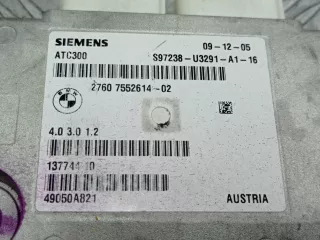 SIEMENS 09-12-05
ATC300 S97238-U3291-A1-16
2760 7552614-02
4.0 3.0 1.2
49050A821 AUSTRIA